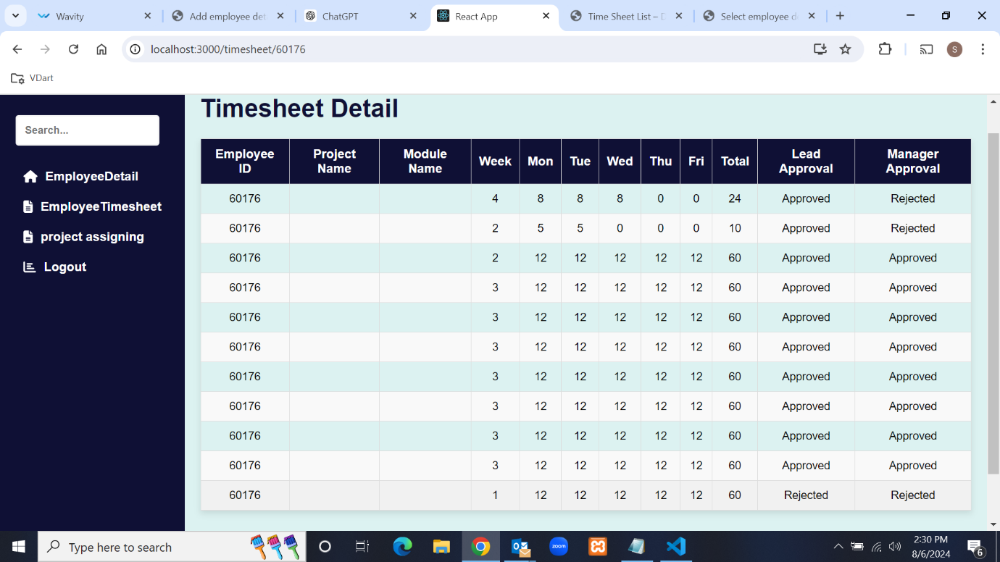 Wavity
Add employee det
ChatGPT
React App
Time Sheet List – D
Select employee d
localhost:3000/timesheet/60176
S
VDart
Search...
EmployeeDetail
EmployeeTimesheet
project assigning
Logout
Timesheet Detail
Employee ID Project Name Module Name Week Mon Tue Wed Thu Fri Total Lead Approval Manager Approval
60176 4 8 8 8 0 0 24 Approved Rejected
60176 2 5 5 0 0 0 10 Approved Rejected
60176 2 12 12 12 12 12 60 Approved Approved
60176 3 12 12 12 12 12 60 Approved Approved
60176 3 12 12 12 12 12 60 Approved Approved
60176 3 12 12 12 12 12 60 Approved Approved
60176 3 12 12 12 12 12 60 Approved Approved
60176 3 12 12 12 12 12 60 Approved Approved
60176 3 12 12 12 12 12 60 Approved Approved
60176 3 12 12 12 12 12 60 Approved Approved
60176 1 12 12 12 12 12 60 Rejected Rejected
Type here to search
zoom
2:30 PM
8/6/2024
6